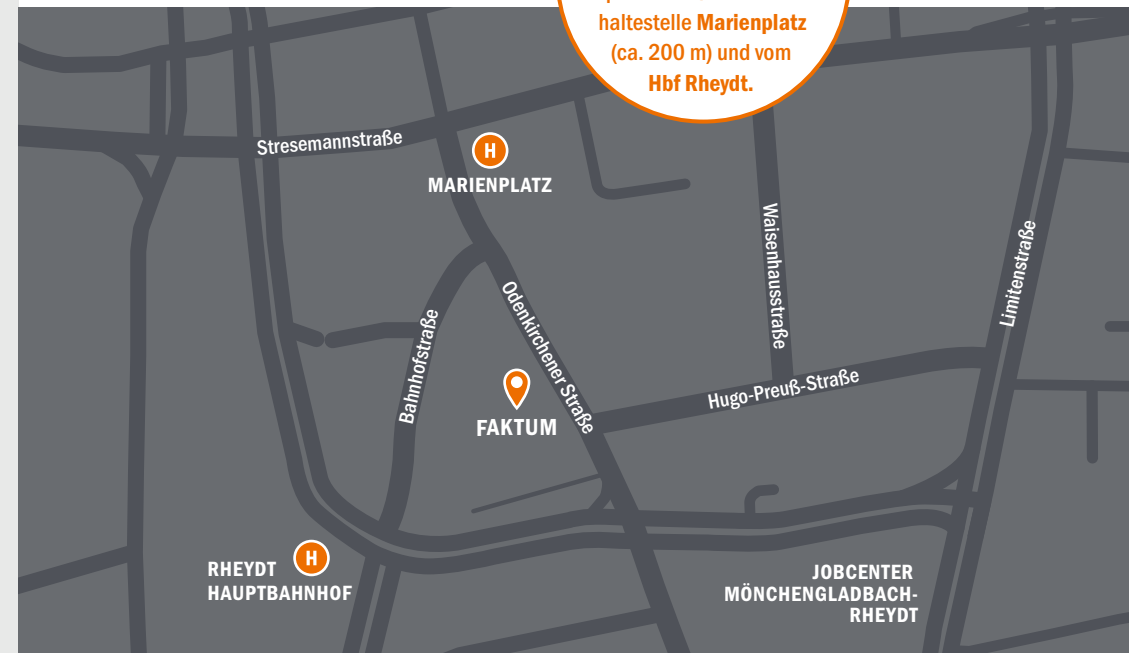 haltestelle Marienplatz
(ca. 200 m) und vom
Hbf Rheydt.
Stresemannstraße
H
MARIENPLATZ
Waisenhausstraße
Limitenstraße
Odenkirchener Straße
Bahnhofstraße
Hugo-Preuß-Straße
FAKTUM
H
RHEYDT
HAUPTBAHNHOF
JOBCENTER
MÖNCHENGLADBACH-
RHEYDT